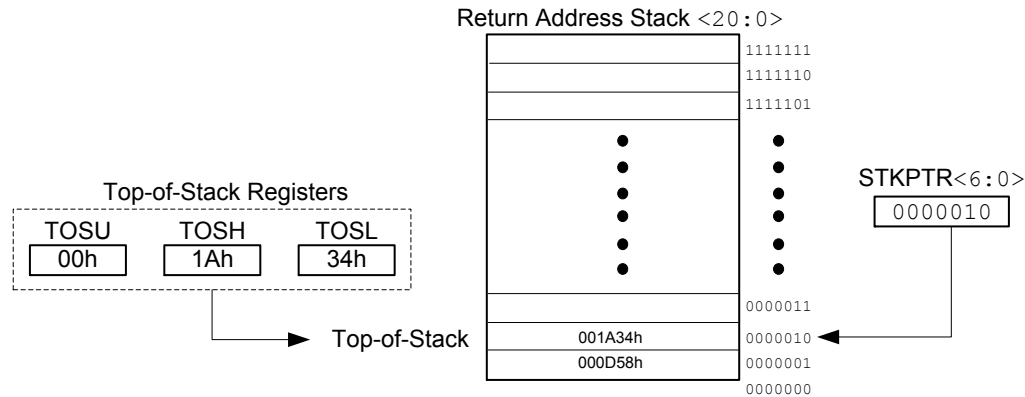 Return Address Stack <20:0>
1111111
1111110
1111101
STKPTR<6:0>
0000010
Top-of-Stack Registers
TOSU TOSH TOSL
00h 1Ah 34h
0000011
Top-of-Stack 001A34h 0000010
000D58h 0000001
0000000